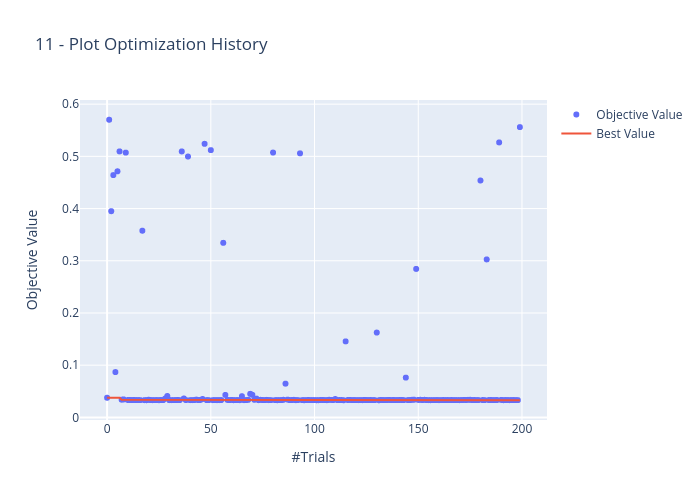 11 - Plot Optimization History
0.6
0.5
0.4
0.3
0.2
0.1
0
Objective Value
0
50
100
150
200
#Trials
Objective Value
Best Value